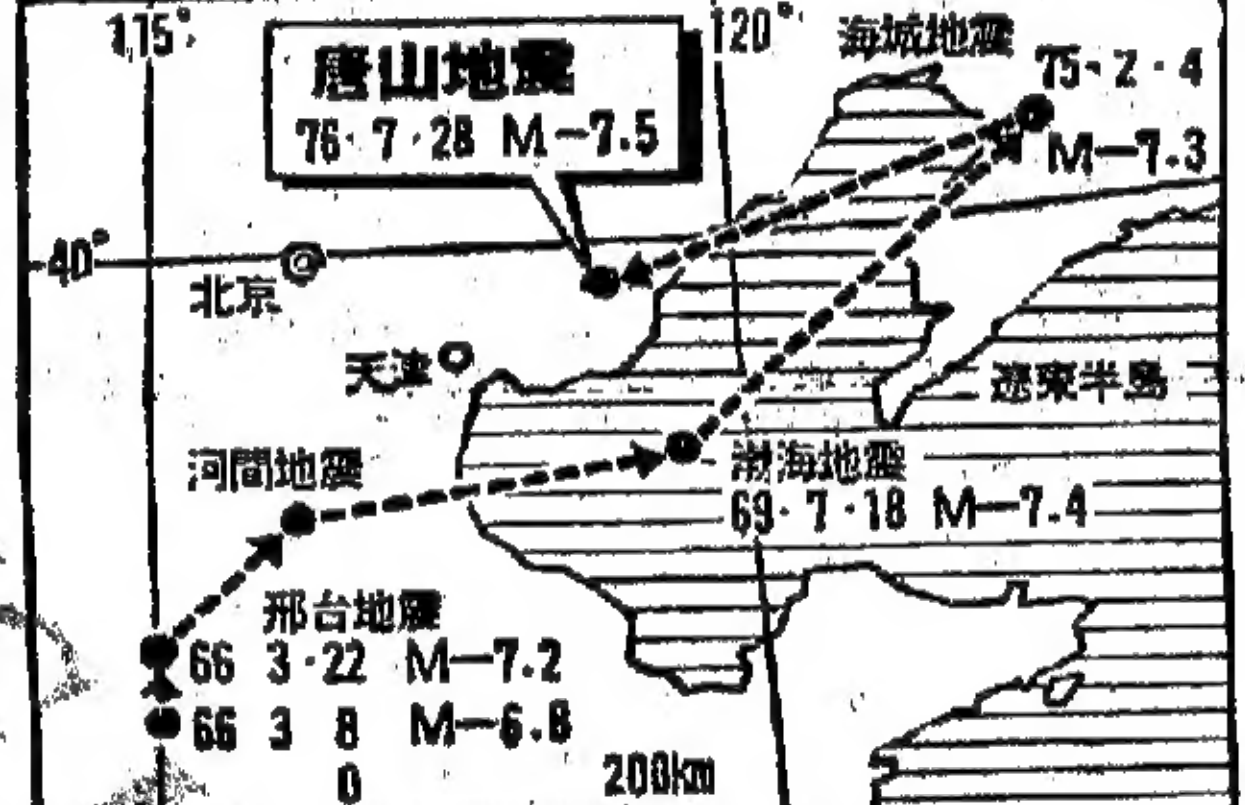 115°
120°
海城地震
75・2・4
M—7.3
唐山地震
76・7・28 M—7.5
40°
北京
天津
遼東半島
河間地震
渤海地震
69・7・18 M—7.4
邢台地震
66 3・22 M—7.2
66 3 8 M—6.8
0 200km